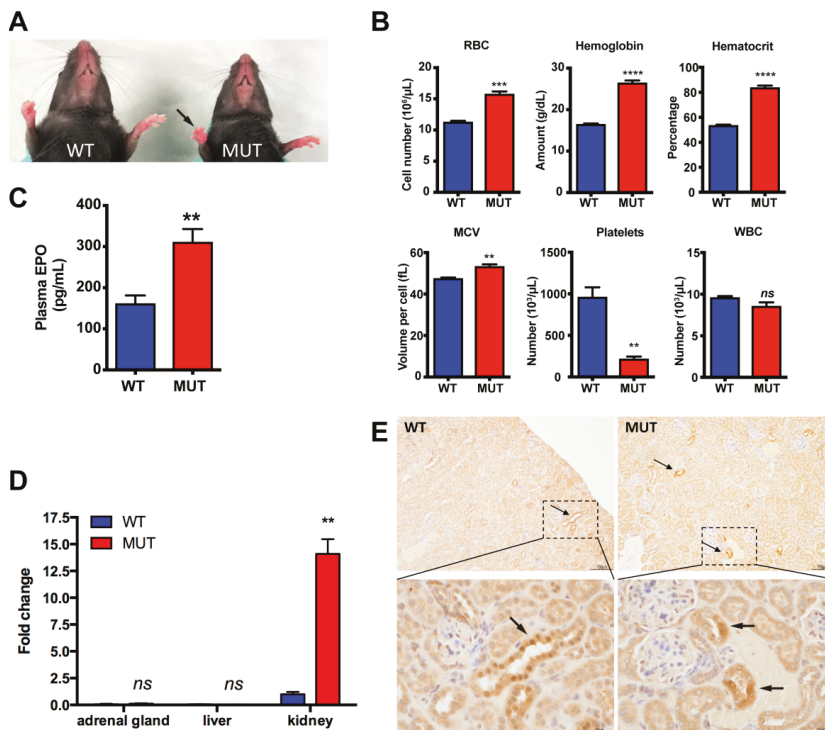 A
WT
MUT
B
RBC
Cell number (10⁶/μL)
20
15
10
5
0
***
WT
MUT
Hemoglobin
Amount (g/dL)
30
20
10
0
****
WT
MUT
Hematocrit
Percentage
100
80
60
40
20
0
****
WT
MUT
C
Plasma EPO
(pg/mL)
400
300
200
100
0
**
WT
MUT
MCV
Volume per cell (fL)
60
40
20
0
**
WT
MUT
Platelets
Number (10³/μL)
1500
1000
500
0
**
WT
MUT
WBC
Number (10³/μL)
15
10
5
0
ns
WT
MUT
D
Fold change
17.5
15.0
12.5
10.0
7.5
5.0
2.5
0.0
WT
MUT
ns
ns
**
adrenal gland
liver
kidney
E
WT
MUT